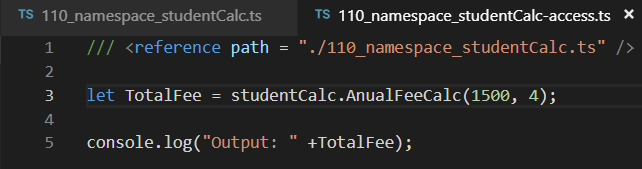 TS 110_namespace_studentCalc.ts TS 110_namespace_studentCalc-access.ts ×
1 /// <reference path = "./110_namespace_studentCalc.ts" />
2
3 let TotalFee = studentCalc.AnualFeeCalc(1500, 4);
4
5 console.log("Output: " +TotalFee);